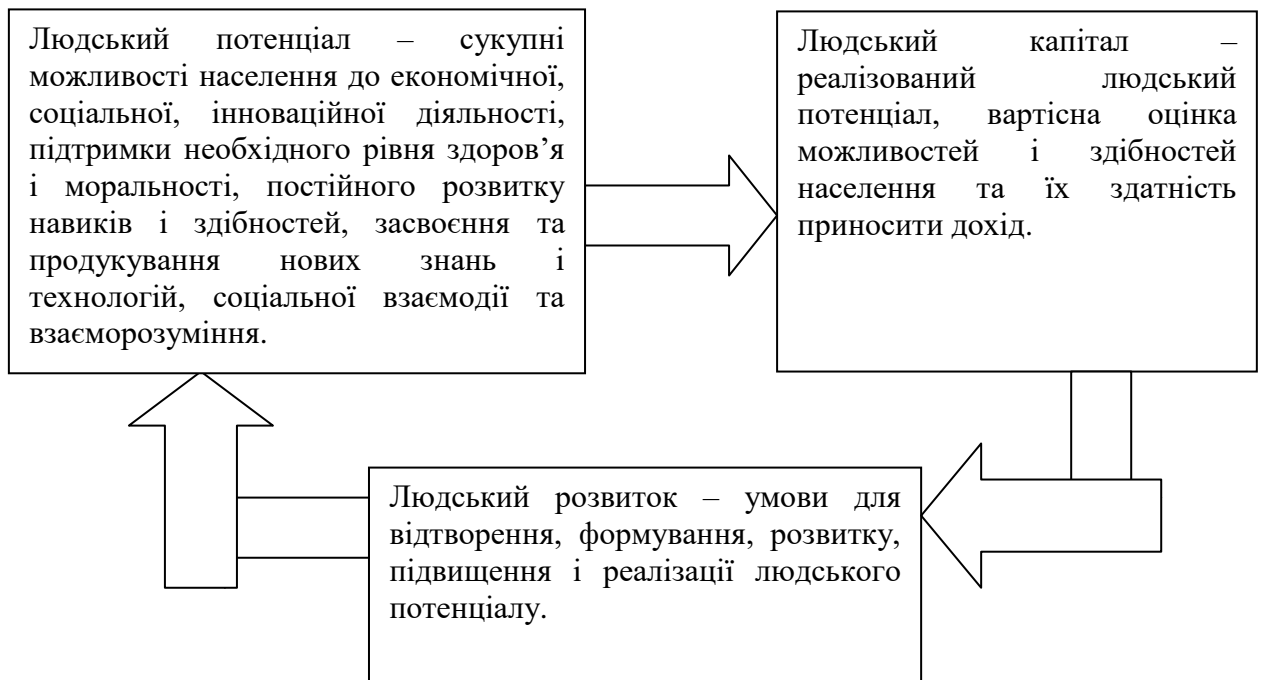 Людський потенціал – сукупні
можливості населення до економічної,
соціальної, інноваційної діяльності,
підтримки необхідного рівня здоров’я
і моральності, постійного розвитку
навиків і здібностей, засвоєння та
продукування нових знань і
технологій, соціальної взаємодії та
взаєморозуміння.
Людський капітал –
реалізований людський
потенціал, вартісна оцінка
можливостей і здібностей
населення та їх здатність
приносити дохід.
Людський розвиток – умови для
відтворення, формування, розвитку,
підвищення і реалізації людського
потенціалу.